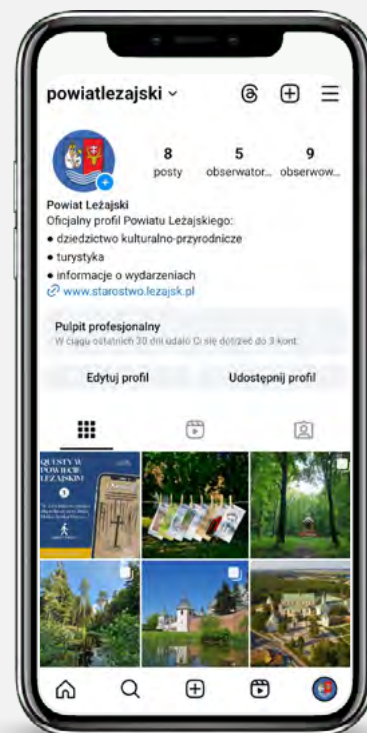 powiatlezajski
8 5 9
posty obserwator... obserwow...
Powiat Leżajski
Oficjalny profil Powiatu Leżajskiego:
● dziedzictwo kulturalno-przyrodnicze
● turystyka
● informacje o wydarzeniach
www.starostwo.lezajsk.pl
Pulpit profesjonalny
W ciągu ostatnich 30 dni udało Ci się dotrzeć do 3 kont.
Edytuj profil Udostępnij profil
QUESTY W
POWIECIE
LEŻAJSKIM